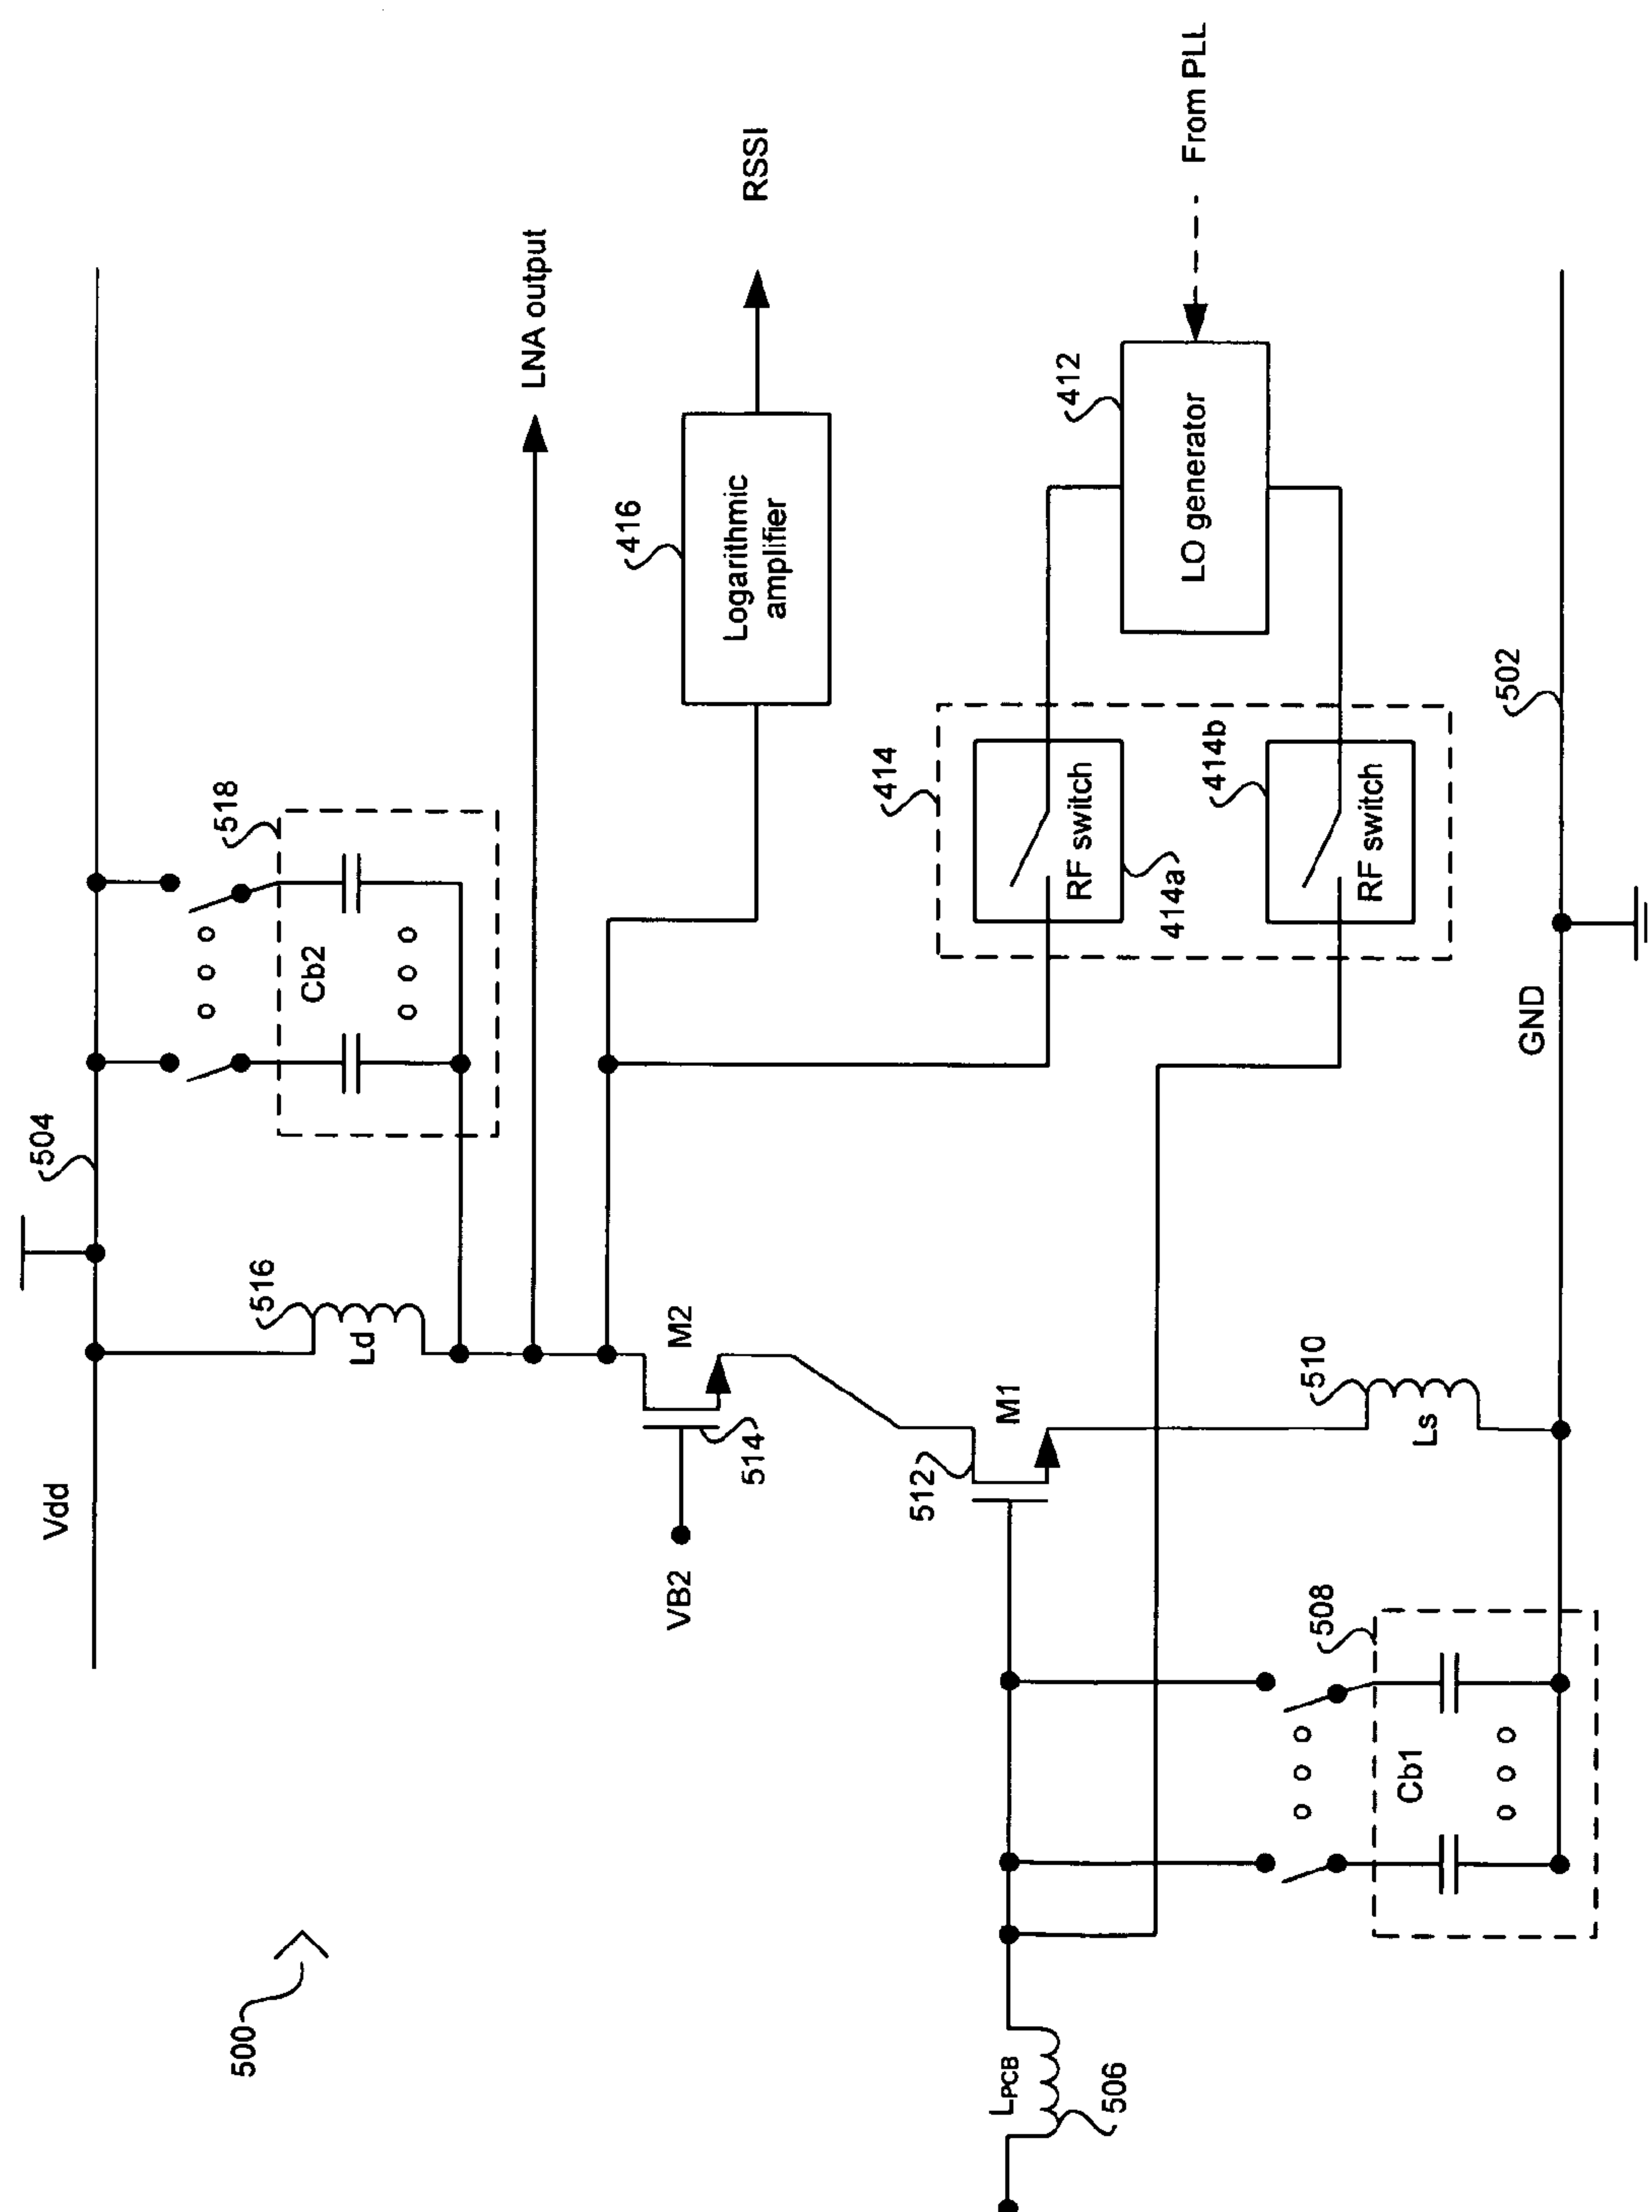 500
Vdd
504
516
Ld
518
Cb2
LNA output
M2
VB2
514
416
Logarithmic
amplifier
RSSI
M1
512
414
RF switch
414a
414b
RF switch
412
LO generator
From PLL
LPCB
506
508
Cb1
510
Ls
GND
502